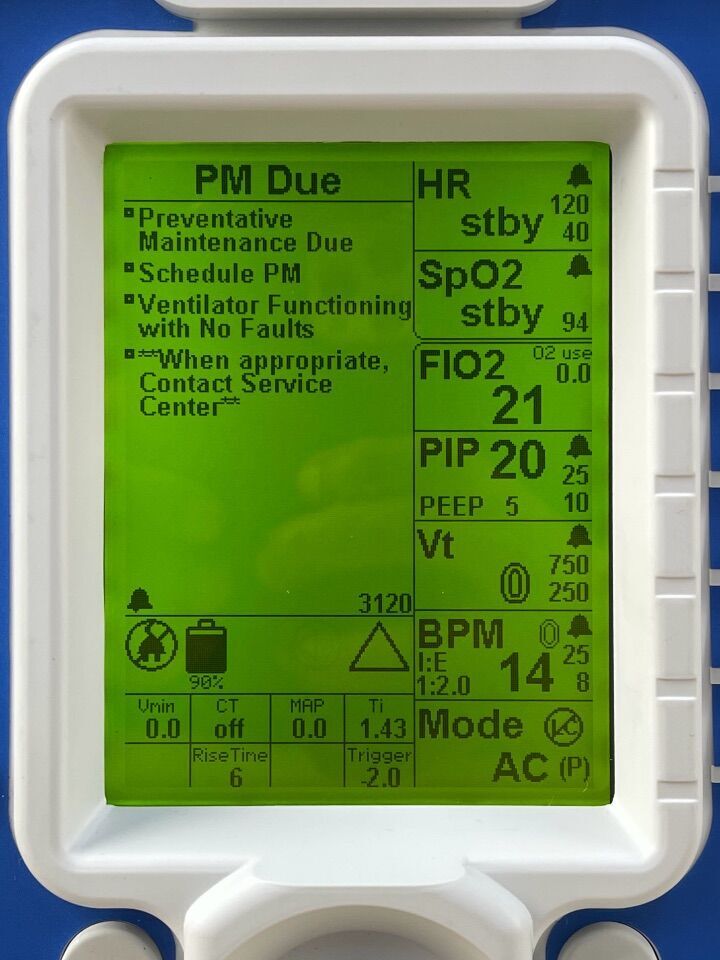 PM Due
Preventative
Maintenance Due
Schedule PM
Ventilator Functioning
with No Faults
**When appropriate,
Contact Service
Center**
3120
90%
Vmin
0.0
CT
off
MAP
0.0
Ti
1.43
RiseTime
6
Trigger
-2.0
HR
stby
120
40
SpO2
stby
94
FIO2
O2 use
0.0
21
PIP 20
25
PEEP 5 10
Vt
0
750
250
BPM 0
I:E
1:2.0
14
25
8
Mode
AC (P)